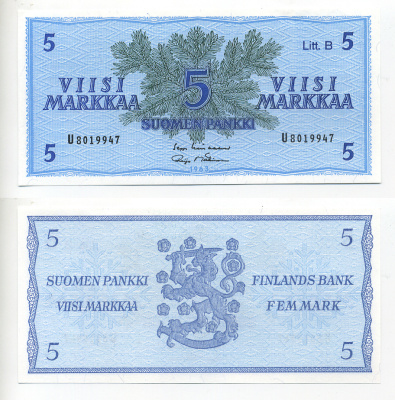 5 Litt. B 5
VIISI 5 VIISI
MARKKAA MARKKAA
SUOMEN PANKKI
U8019947 U8019947
5 5
1963
5 5
SUOMEN PANKKI FINLANDS BANK
VIISI MARKKAA FEM MARK
5 5